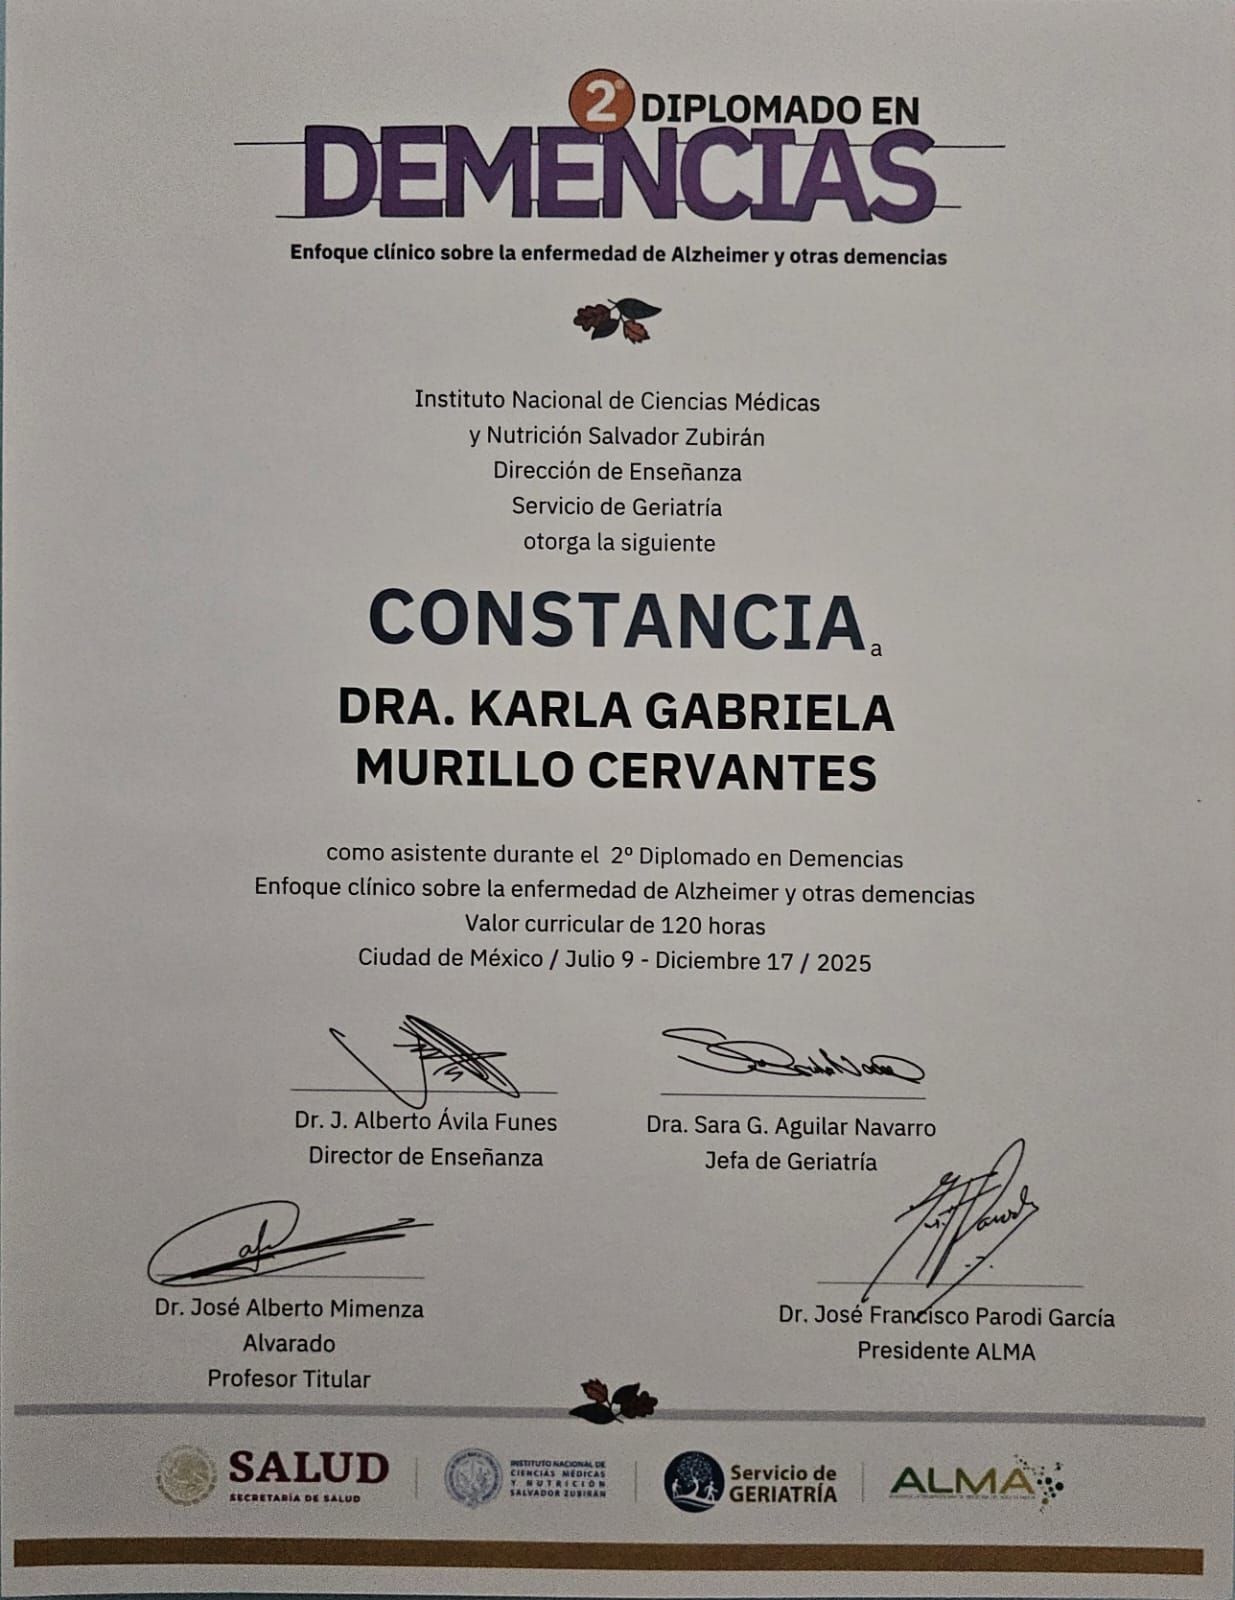 2°
DIPLOMADO EN
DEMENCIAS
Enfoque clínico sobre la enfermedad de Alzheimer y otras demencias
Instituto Nacional de Ciencias Médicas
y Nutrición Salvador Zubirán
Dirección de Enseñanza
Servicio de Geriatría
otorga la siguiente
CONSTANCIA a
DRA. KARLA GABRIELA
MURILLO CERVANTES
como asistente durante el 2º Diplomado en Demencias
Enfoque clínico sobre la enfermedad de Alzheimer y otras demencias
Valor curricular de 120 horas
Ciudad de México / Julio 9 - Diciembre 17 / 2025
Dr. J. Alberto Ávila Funes
Director de Enseñanza
Dra. Sara G. Aguilar Navarro
Jefa de Geriatría
Dr. José Alberto Mimenza
Alvarado
Profesor Titular
Dr. José Francisco Parodi García
Presidente ALMA
SALUD
SECRETARÍA DE SALUD
INSTITUTO NACIONAL DE
CIENCIAS MÉDICAS
Y NUTRICIÓN
SALVADOR ZUBIRÁN
Servicio de
GERIATRÍA
ALMA